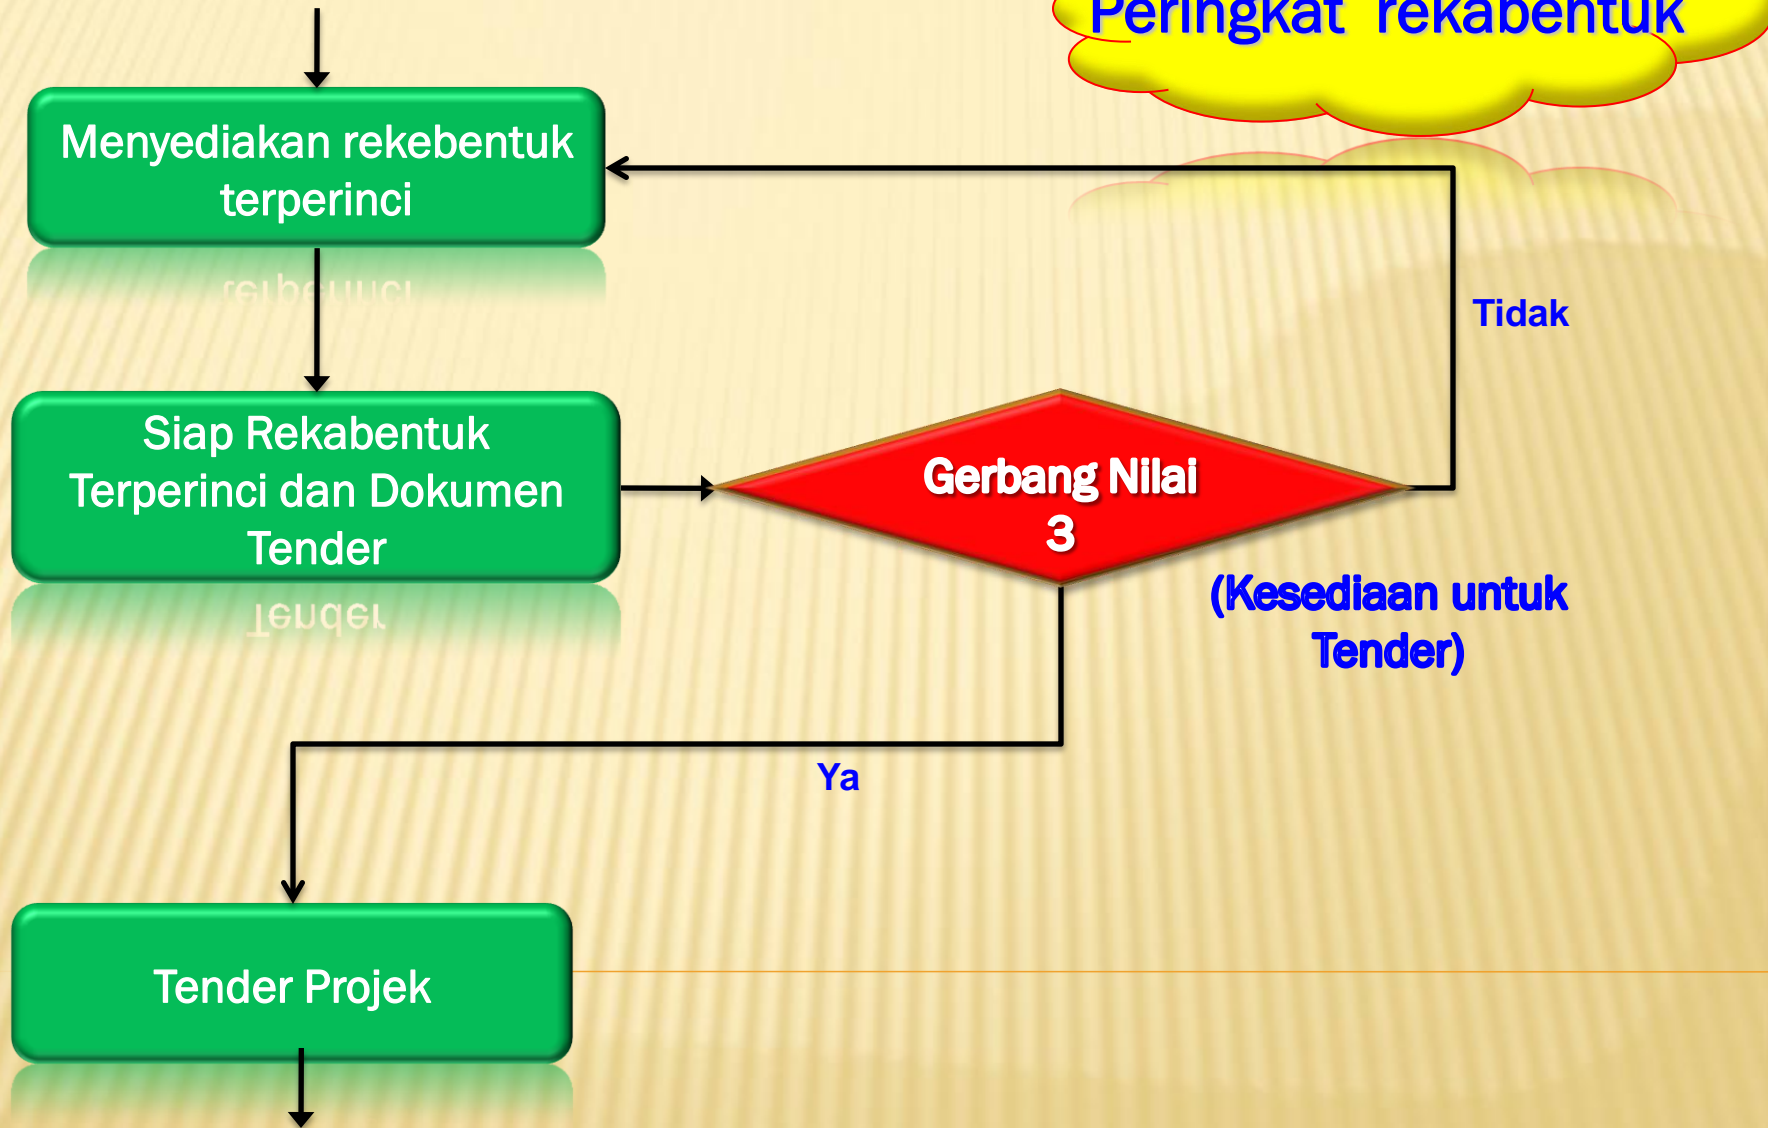 Peringkat rekabentuk
Menyediakan rekebentuk
terperinci
Tidak
Siap Rekabentuk
Terperinci dan Dokumen
Tender
Gerbang Nilai
3
(Kesediaan untuk
Tender)
Ya
Tender Projek